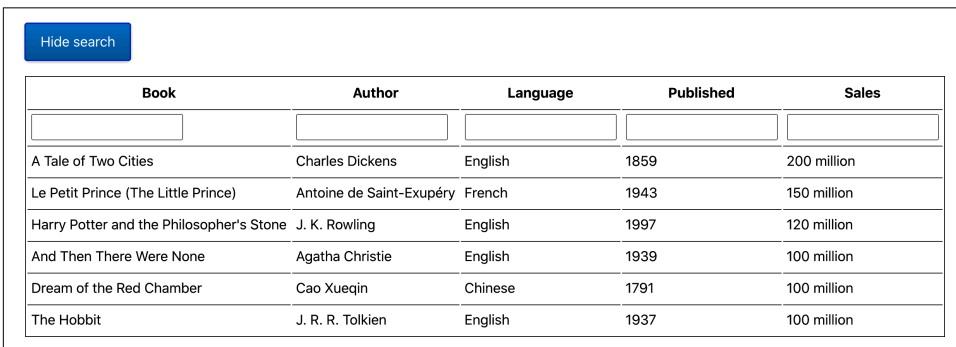 Hide search
Book Author Language Published Sales
A Tale of Two Cities Charles Dickens English 1859 200 million
Le Petit Prince (The Little Prince) Antoine de Saint-Exupéry French 1943 150 million
Harry Potter and the Philosopher's Stone J. K. Rowling English 1997 120 million
And Then There Were None Agatha Christie English 1939 100 million
Dream of the Red Chamber Cao Xueqin Chinese 1791 100 million
The Hobbit J. R. R. Tolkien English 1937 100 million